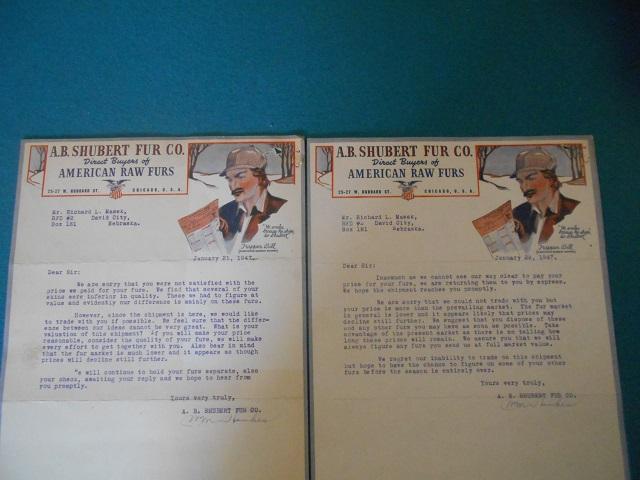 A.B. SHUBERT FUR CO.
Direct Buyers of
AMERICAN RAW FURS
25-27 W. HUBBARD ST. CHICAGO, U.S.A.
Trapper Bill
Mr. Richard L. Masek,
RFD #2 David City,
Box 181 Nebraska.
January 21, 1947.
Dear Sir:
We are sorry that you were not satisfied with the
price we paid for your furs. We find that several of your
skins were inferior in quality. These we had to figure at
value and evidently our difference is mainly on these furs.
However, since the shipment is here, we would like
to trade with you if possible. We feel sure that the differ-
ence between our ideas cannot be very great. What is your
valuation of this shipment? If you will make your price
reasonable, consider the quality of your furs, we will make
every effort to get together with you. Also bear in mind
that the fur market is much lower and it appears as though
prices will decline still further.
e will continue to hold your furs separate, also
your check, awaiting your reply and we hope to hear from
you promptly.
Yours very truly,
A. B. SHUBERT FUR CO.
A.B. SHUBERT FUR CO.
Direct Buyers of
AMERICAN RAW FURS
25-27 W. HUBBARD ST. CHICAGO, U.S.A.
Trapper Bill
Mr. Richard L. Masek,
RFD David City,
Box 181 Nebraska.
January 1947.
Dear Sir:
Inasmuch as we cannot see our way clear to pay your
price for your furs, we are returning them to you by express.
We hope the shipment reaches you promptly.
We are sorry that we could not trade with you but
your price is more than the prevailing market. The fur market
in general is lower and it appears likely that prices may
decline still further. We suggest that you dispose of these
and any other furs you may have as soon as possible. Take
advantage of the present market as there is no telling how
long these prices will remain. We assure you that we will
always figure any furs you send us at full market value.
We regret our inability to trade on this shipment
but hope to have the chance to figure on some of your other
furs before the season is entirely over.
Yours very truly,
A. B. SHUBERT FUR CO.